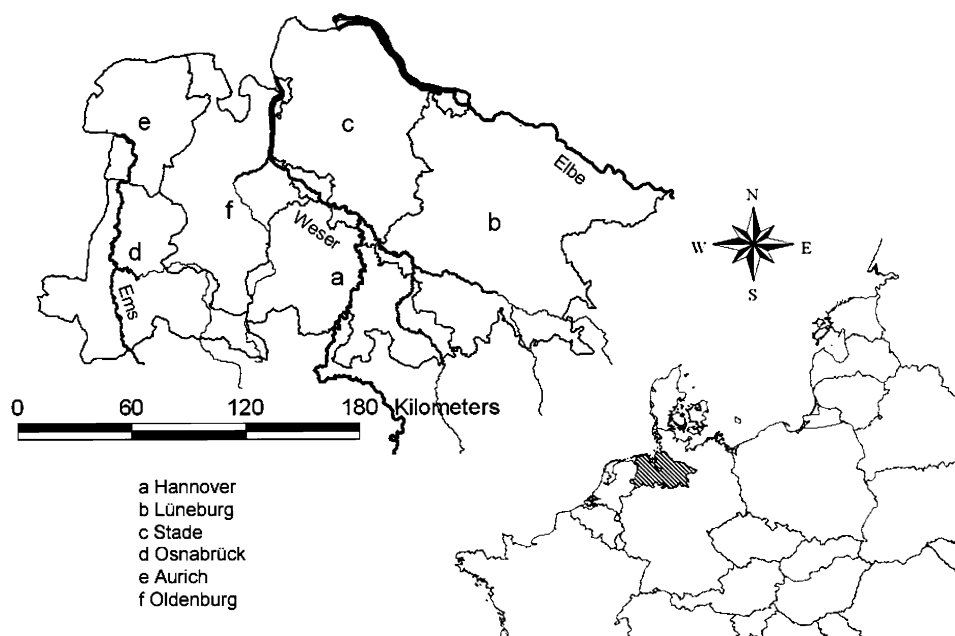 e
c
Elbe
f
b
Weser
d
a
Ems
N
W E
S
0 60 120 180 Kilometers
a Hannover
b Lüneburg
c Stade
d Osnabrück
e Aurich
f Oldenburg